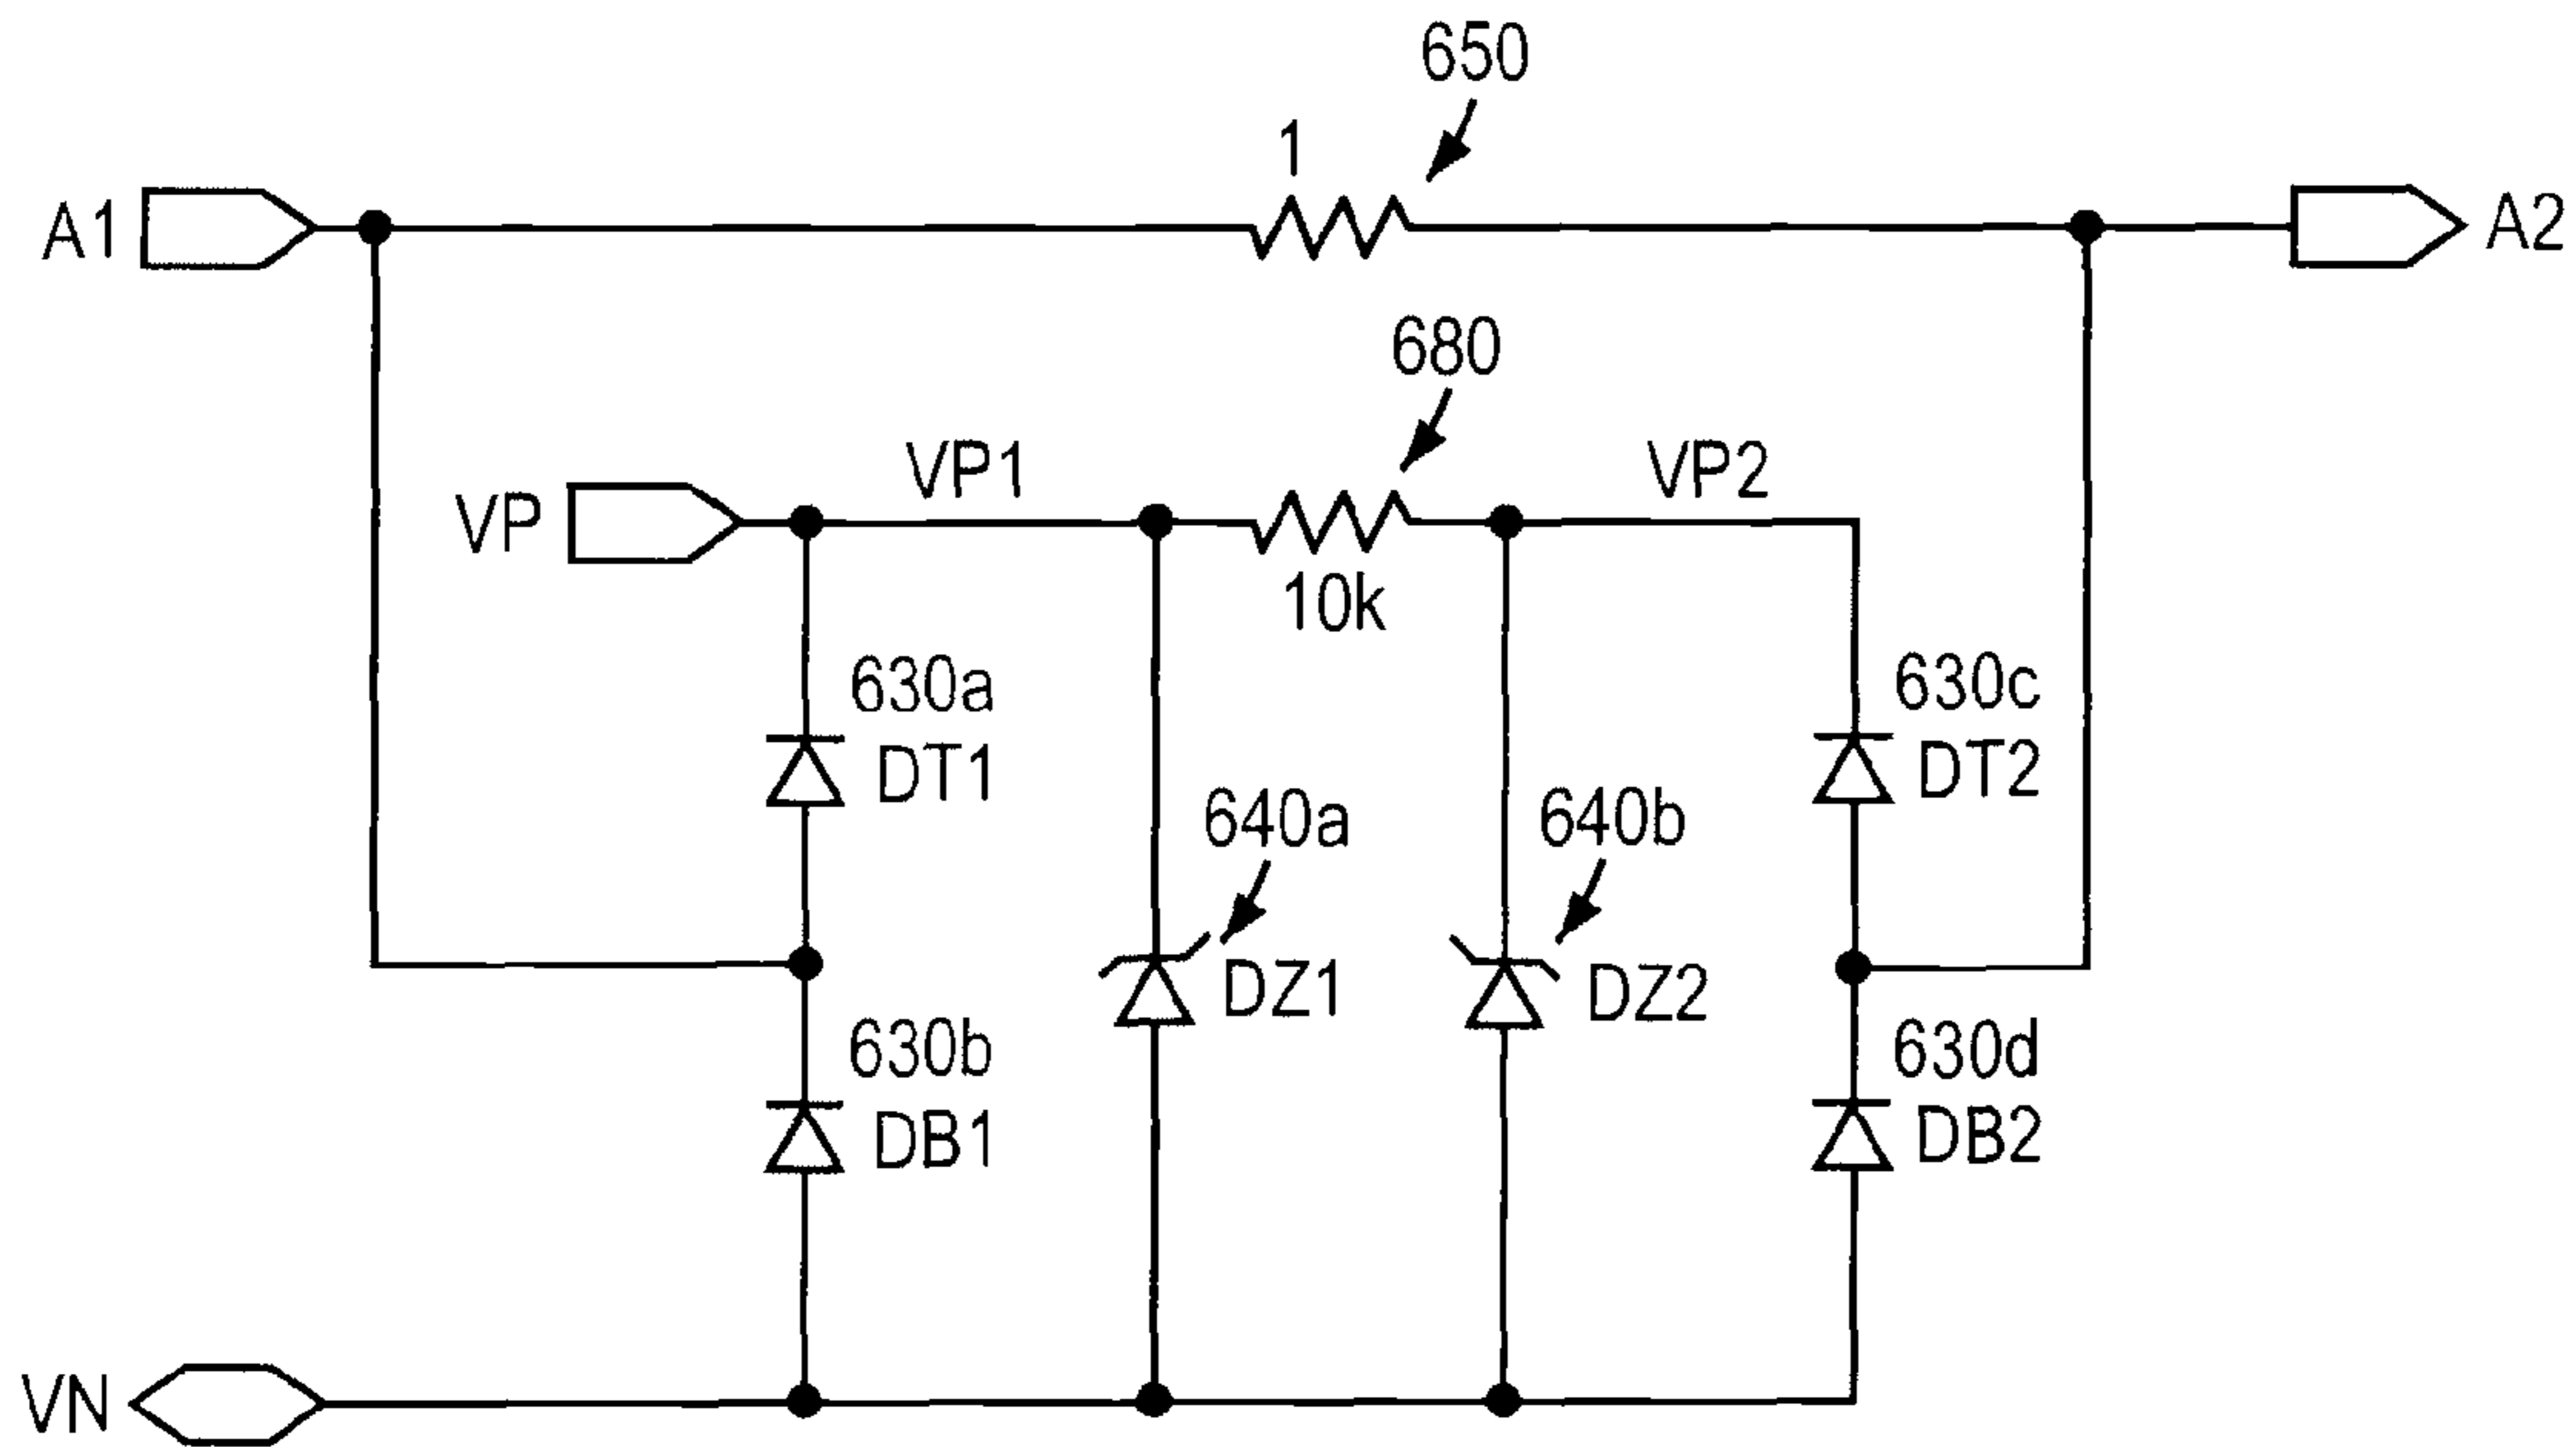 650
1
A1
A2
680
VP1
VP2
VP
10k
630a
DT1
630c
DT2
640a
640b
DZ1
DZ2
630b
DB1
630d
DB2
VN